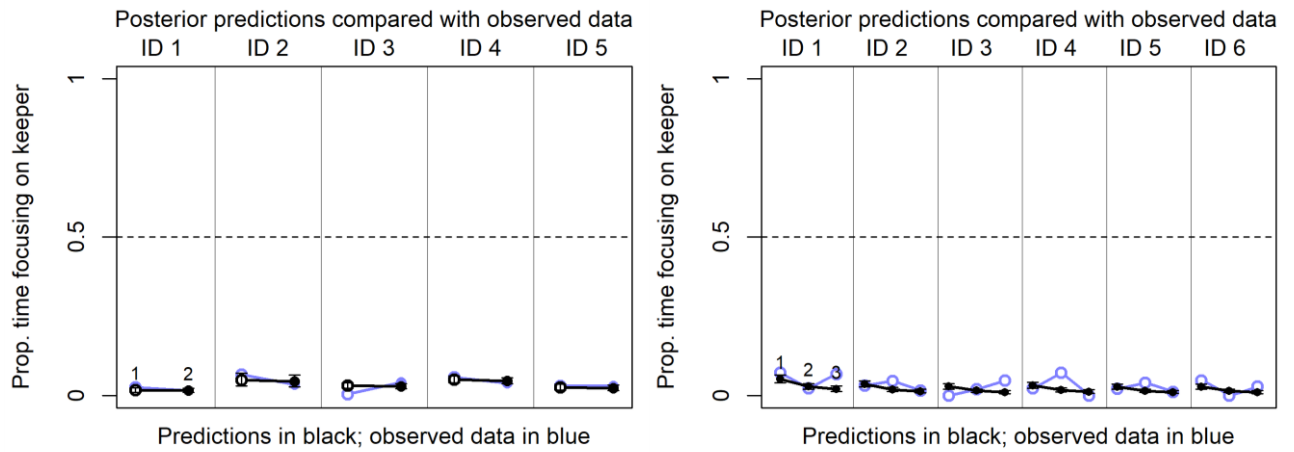 Posterior predictions compared with observed data
ID 1 ID 2 ID 3 ID 4 ID 5
Prop. time focusing on keeper
1
0.5
0
1 2
Predictions in black; observed data in blue
Posterior predictions compared with observed data
ID 1 ID 2 ID 3 ID 4 ID 5 ID 6
Prop. time focusing on keeper
1
0.5
0
1 2 3
Predictions in black; observed data in blue